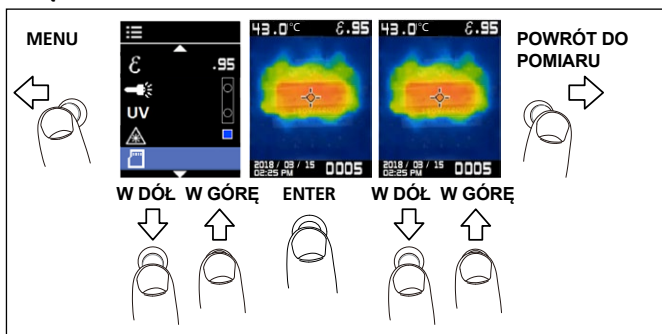 MENU
ε .95
UV
43.0°C ε.95
2018 / 03 / 15
02:25 PM 0005
43.0°C ε.95
2018 / 03 / 15
02:25 PM 0005
POWRÓT DO
POMIARU
W DÓŁ W GÓRĘ ENTER W DÓŁ W GÓRĘ